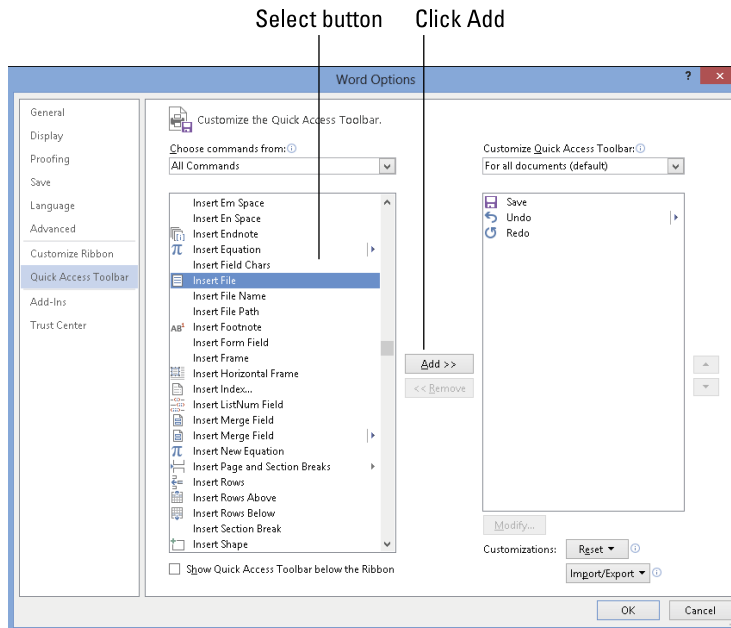 Select button Click Add
Word Options ?
General
Display
Proofing
Save
Language
Advanced
Customize Ribbon
Quick Access Toolbar
Add-Ins
Trust Center
Customize the Quick Access Toolbar.
Choose commands from:
All Commands
Insert Em Space
Insert En Space
Insert Endnote
Insert Equation
Insert Field Chars
Insert File
Insert File Name
Insert File Path
AB¹ Insert Footnote
Insert Form Field
Insert Frame
Insert Horizontal Frame
Insert Index...
Insert ListNum Field
Insert Merge Field
Insert Merge Field
Insert New Equation
Insert Page and Section Breaks
Insert Rows
Insert Rows Above
Insert Rows Below
Insert Section Break
Insert Shape
Show Quick Access Toolbar below the Ribbon
Add >>
<< Remove
Customize Quick Access Toolbar:
For all documents (default)
Save
Undo
Redo
Modify...
Customizations: Reset
Import/Export
OK Cancel